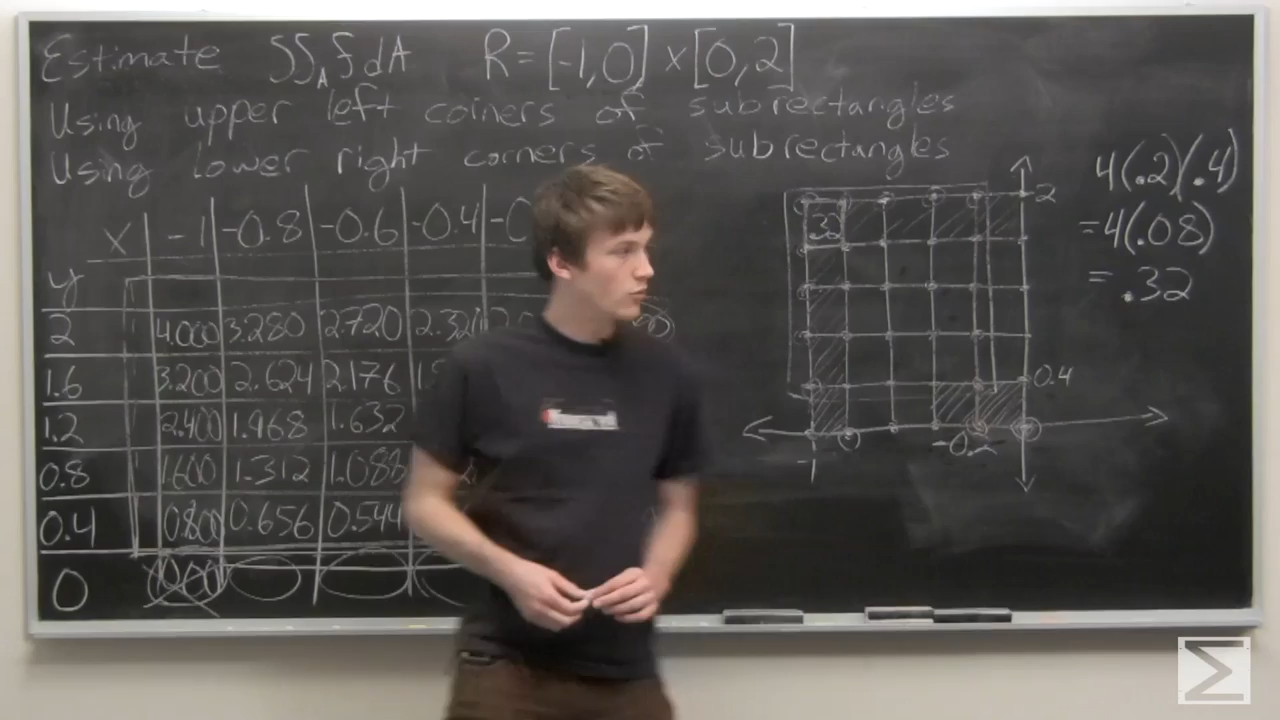 Estimate ∬_A f dA R = [-1,0] × [0,2]
Using upper left corners of subrectangles
Using lower right corners of subrectangles
x -1 -0.8 -0.6 -0.4
y
2 4.000 3.280 2.720 2.320
1.6 3.200 2.624 2.176
1.2 2.400 1.968 1.632
0.8 1.600 1.312 1.088
0.4 0.800 0.656 0.544
0
2
.32
0.4
-1
4(.2)(.4)
=4(.08)
= .32
Σ